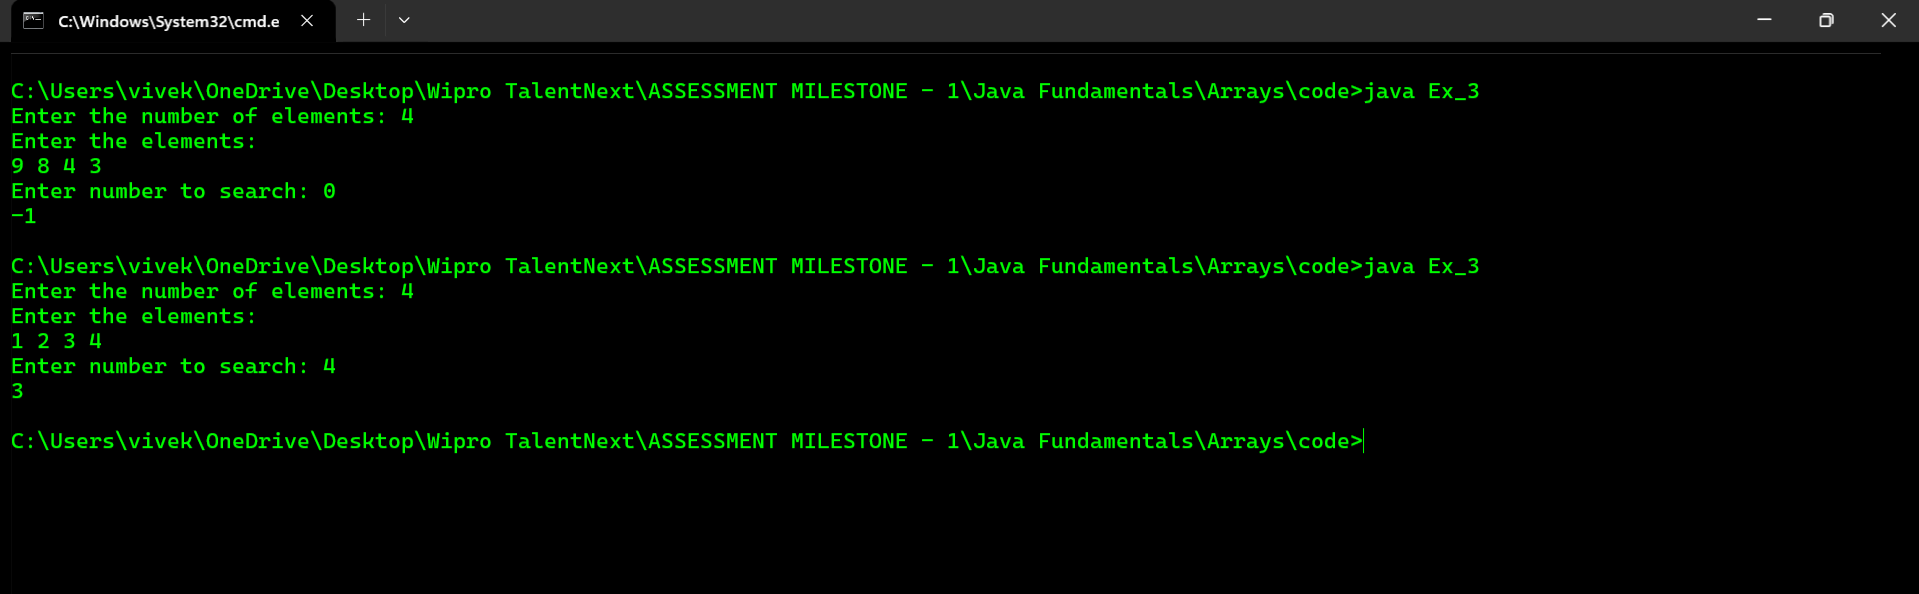 C:\Windows\System32\cmd.e
C:\Users\vivek\OneDrive\Desktop\Wipro TalentNext\ASSESSMENT MILESTONE - 1\Java Fundamentals\Arrays\code>java Ex_3
Enter the number of elements: 4
Enter the elements:
9 8 4 3
Enter number to search: 0
-1
C:\Users\vivek\OneDrive\Desktop\Wipro TalentNext\ASSESSMENT MILESTONE - 1\Java Fundamentals\Arrays\code>java Ex_3
Enter the number of elements: 4
Enter the elements:
1 2 3 4
Enter number to search: 4
3
C:\Users\vivek\OneDrive\Desktop\Wipro TalentNext\ASSESSMENT MILESTONE - 1\Java Fundamentals\Arrays\code>